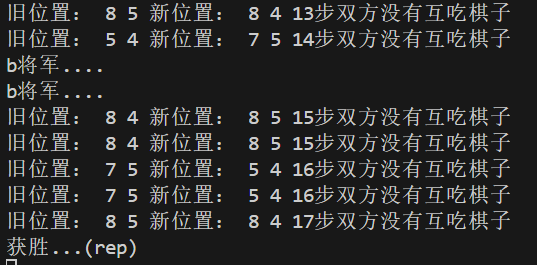 旧位置： 8 5 新位置： 8 4 13步双方没有互吃棋子
旧位置： 5 4 新位置： 7 5 14步双方没有互吃棋子
b将军....
b将军....
旧位置： 8 4 新位置： 8 5 15步双方没有互吃棋子
旧位置： 8 4 新位置： 8 5 15步双方没有互吃棋子
旧位置： 7 5 新位置： 5 4 16步双方没有互吃棋子
旧位置： 7 5 新位置： 5 4 16步双方没有互吃棋子
旧位置： 8 5 新位置： 8 4 17步双方没有互吃棋子
获胜...(rep)